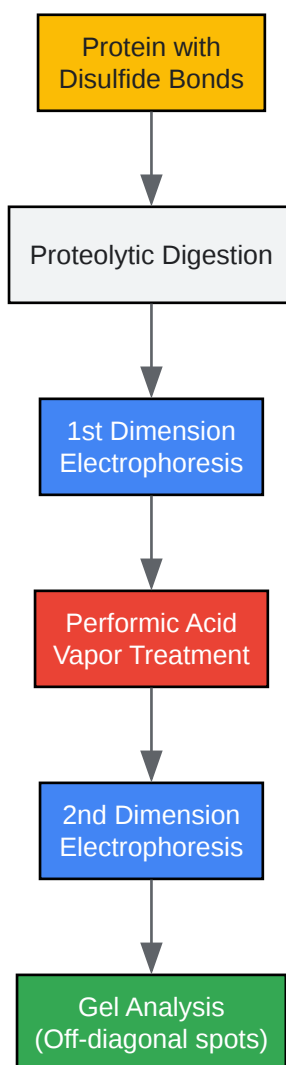 Protein with
Disulfide Bonds
Proteolytic Digestion
1st Dimension
Electrophoresis
Performic Acid
Vapor Treatment
2nd Dimension
Electrophoresis
Gel Analysis
(Off-diagonal spots)